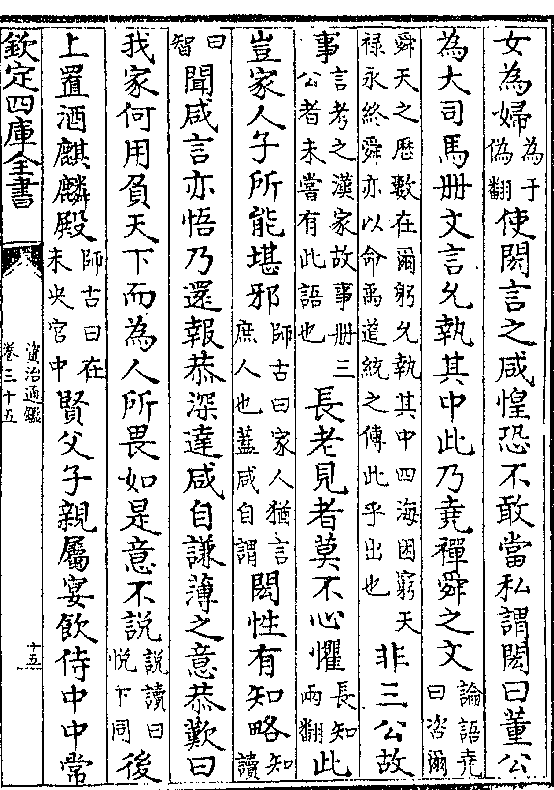 女為婦為于偽翻使閎言之咸惶恐不敢當私謂閎曰董公
為大司馬冊文言允執其中此乃堯禪舜之文論語堯曰咨爾
舜天之厯數在爾躬允執其中四海困窮天祿永終舜亦以命禹道統之傳此乎出也非三公故
事言考之漢家故事冊三公者未嘗有此語也長老見者莫不心懼長知兩翻此
豈家人子所能堪邪師古曰家人猶言庶人也蓋咸自謂閎性有知略知讀
曰智聞咸言亦悟乃還報恭深達咸自謙薄之意恭歎曰
我家何用負天下而為人所畏如是意不說說讀曰悅下同後
上置酒麒麟殿師古曰在未央宮中賢父子親屬宴飲侍中中常
欽定四庫全書
資治通鑑
卷三十五
十五